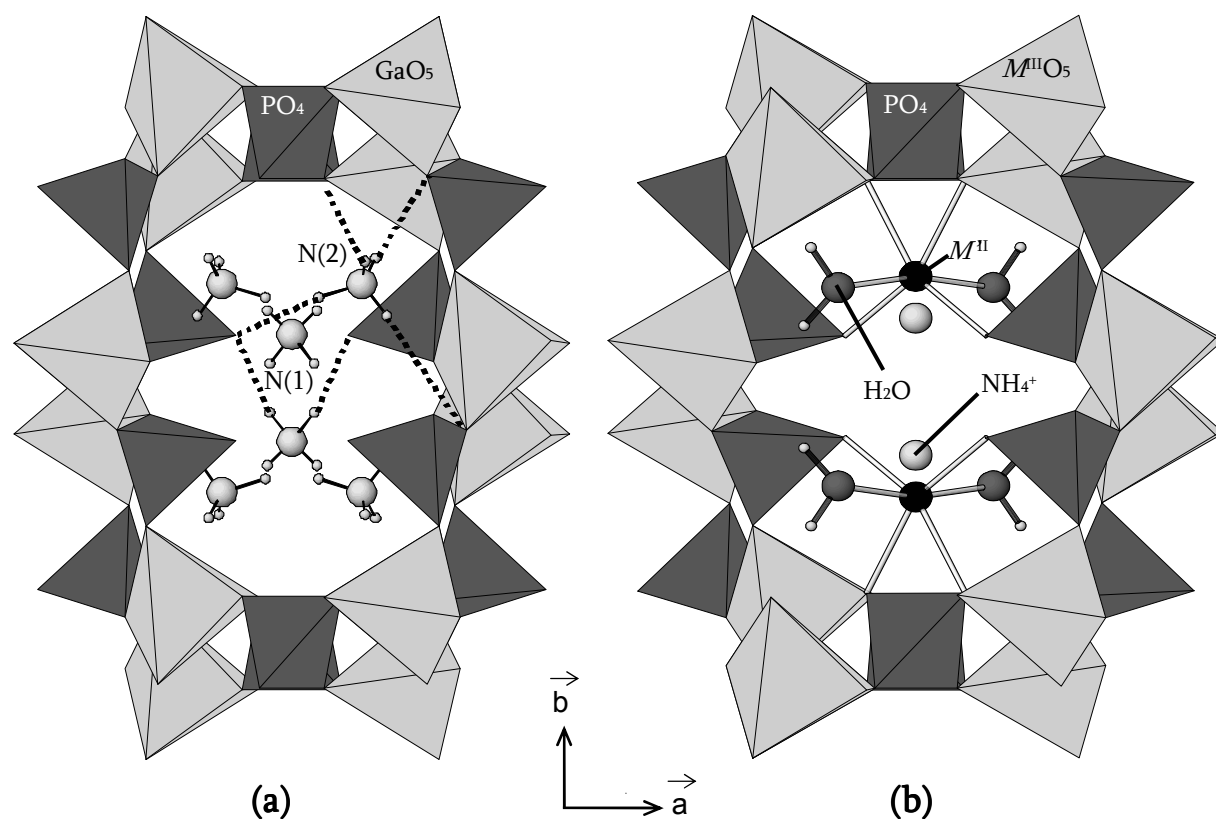 GaO₅
PO₄
N(2)
N(1)
(a)
b
a
MᴵᴵᴵO₅
PO₄
Mᴵᴵ
H₂O
NH₄⁺
(b)